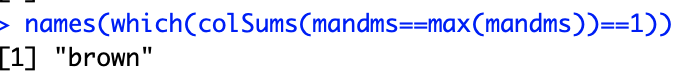 > names(which(colSums(mandms==max(mandms))==1))
[1] "brown"